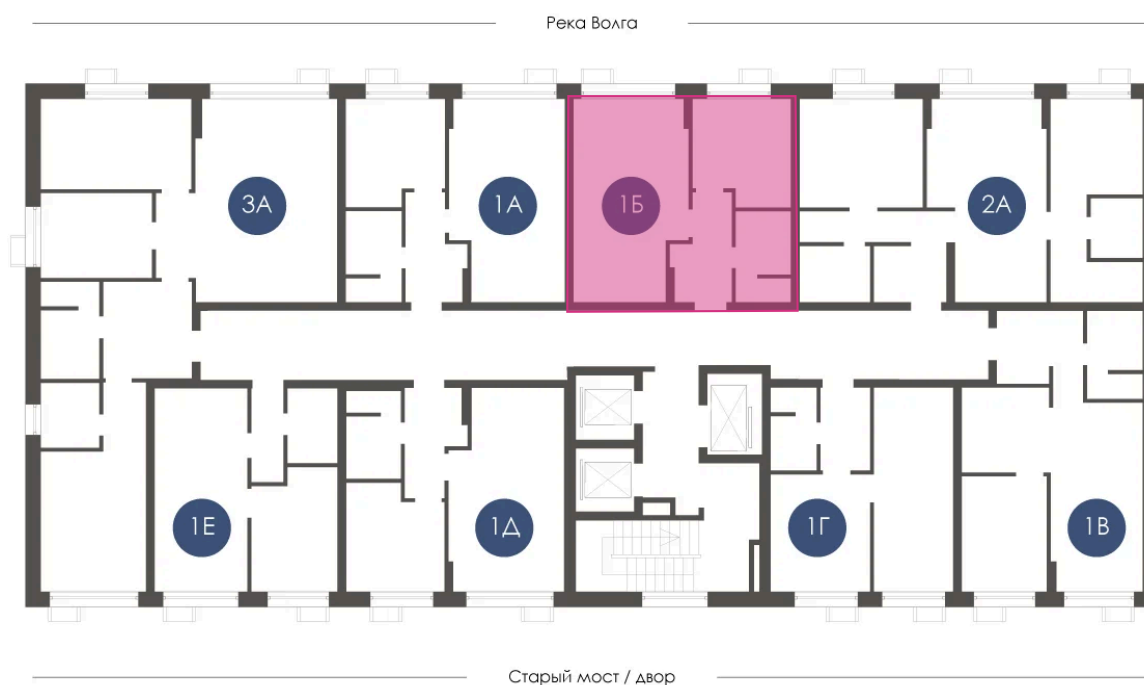 Река Волга
3А
1А
1Б
2А
1Е
1Д
1Г
1В
Старый мост / двор